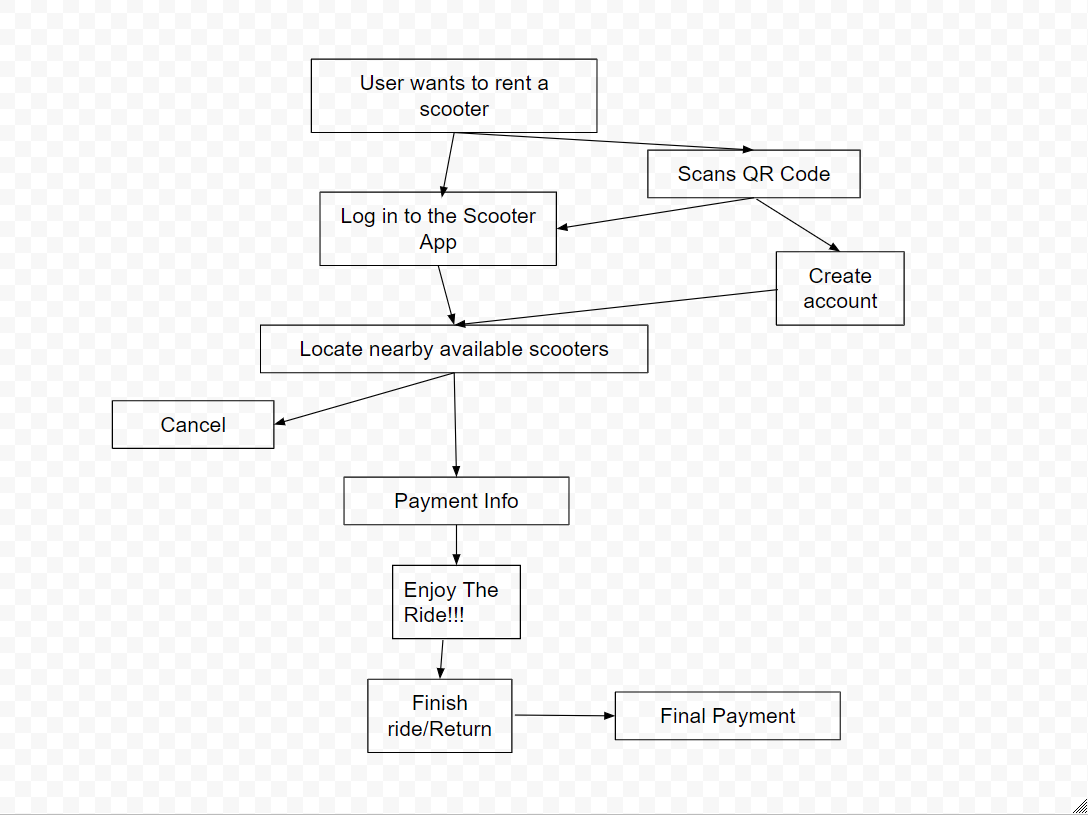 User wants to rent a
scooter
Scans QR Code
Log in to the Scooter
App
Create
account
Locate nearby available scooters
Cancel
Payment Info
Enjoy The
Ride!!!
Finish
ride/Return
Final Payment